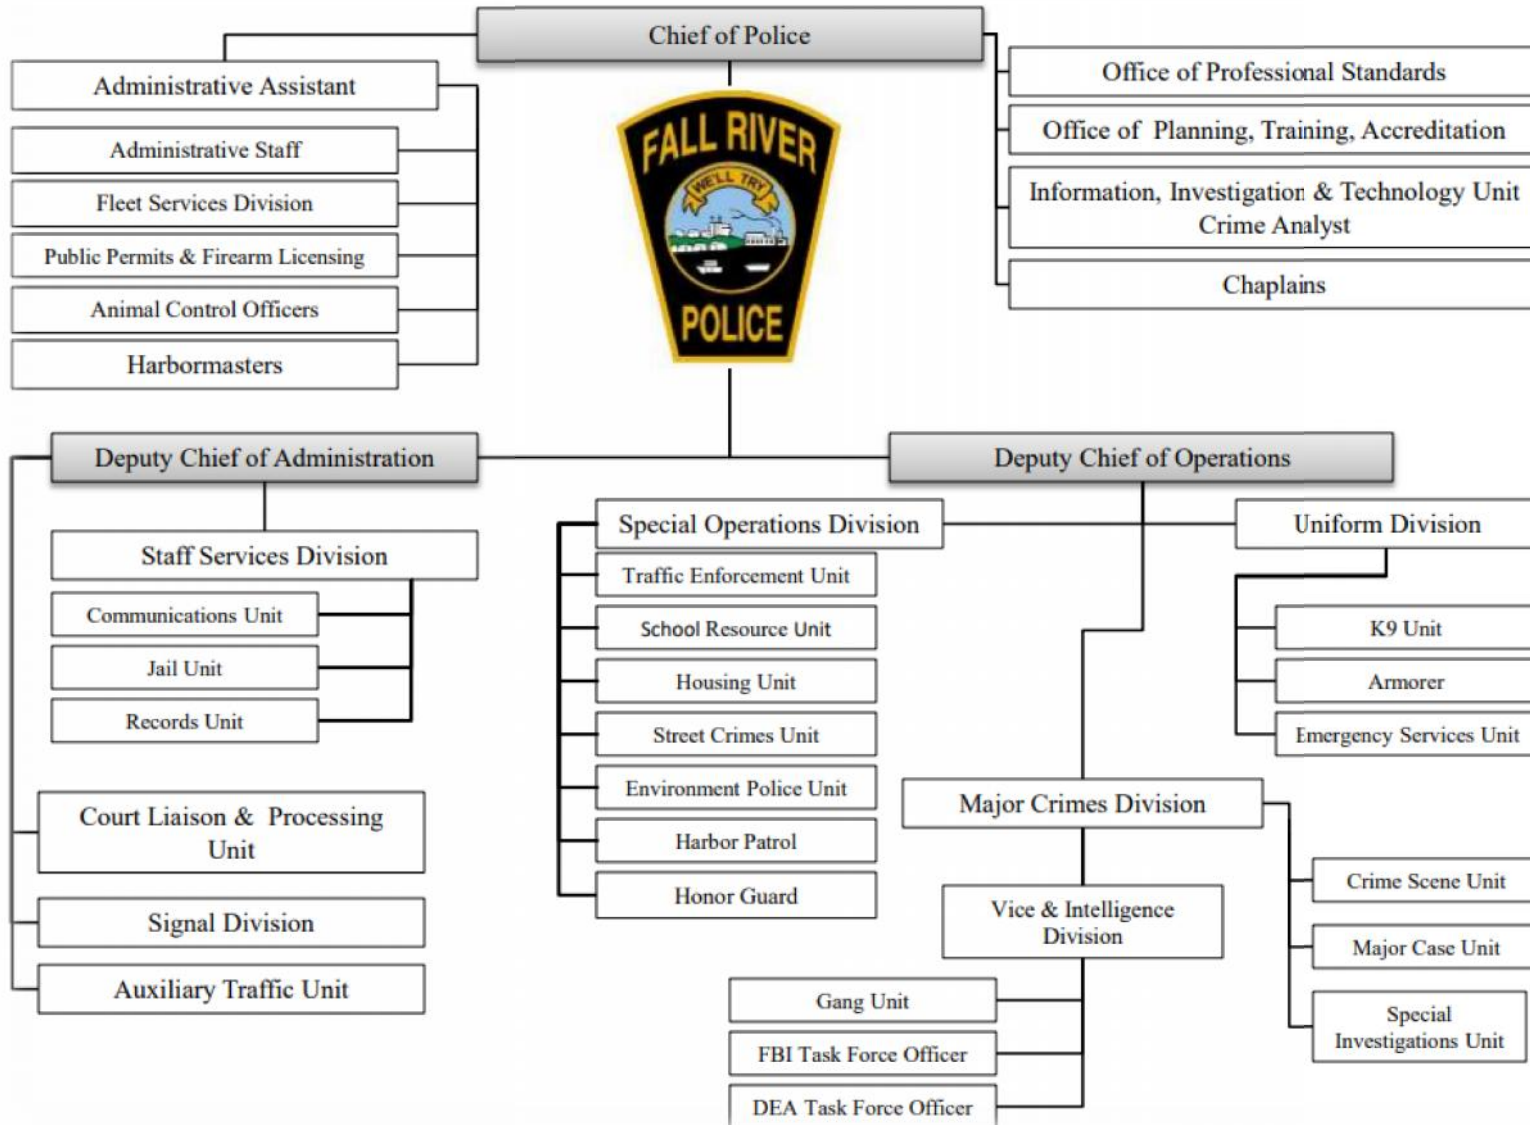 Chief of Police
Administrative Assistant
Administrative Staff
Fleet Services Division
Public Permits & Firearm Licensing
Animal Control Officers
Harbormasters
FALL RIVER
WE'LL TRY
POLICE
Office of Professional Standards
Office of Planning, Training, Accreditation
Information, Investigation & Technology Unit
Crime Analyst
Chaplains
Deputy Chief of Administration
Staff Services Division
Communications Unit
Jail Unit
Records Unit
Court Liaison & Processing
Unit
Signal Division
Auxiliary Traffic Unit
Deputy Chief of Operations
Special Operations Division
Traffic Enforcement Unit
School Resource Unit
Housing Unit
Street Crimes Unit
Environment Police Unit
Harbor Patrol
Honor Guard
Uniform Division
K9 Unit
Armorer
Emergency Services Unit
Major Crimes Division
Vice & Intelligence
Division
Gang Unit
FBI Task Force Officer
DEA Task Force Officer
Crime Scene Unit
Major Case Unit
Special
Investigations Unit